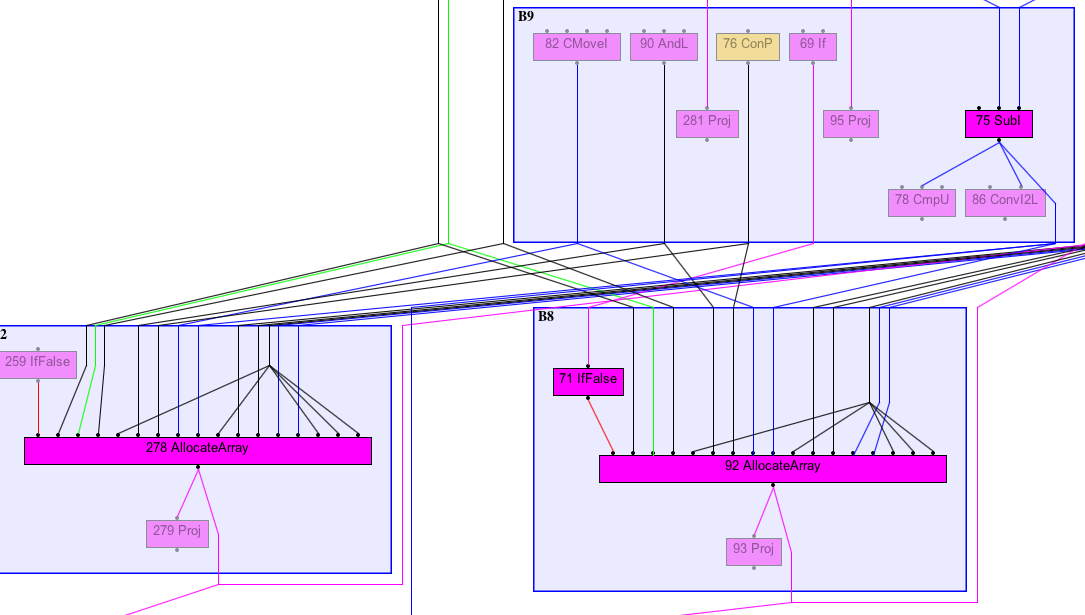 B9
82 CMoveI
90 AndL
76 ConP
69 If
281 Proj
95 Proj
75 SubI
78 CmpU
86 ConvI2L
2
259 IfFalse
278 AllocateArray
279 Proj
B8
71 IfFalse
92 AllocateArray
93 Proj